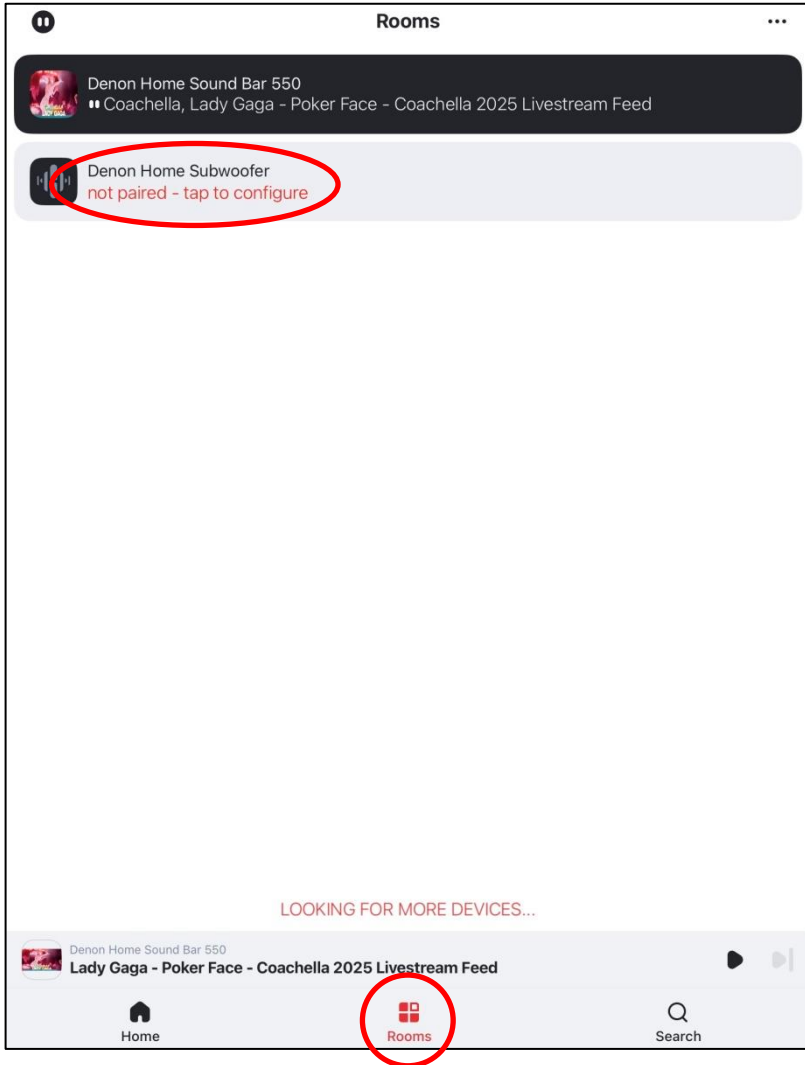 Rooms
Denon Home Sound Bar 550
Coachella, Lady Gaga - Poker Face - Coachella 2025 Livestream Feed
Denon Home Subwoofer
not paired - tap to configure
LOOKING FOR MORE DEVICES...
Denon Home Sound Bar 550
Lady Gaga - Poker Face - Coachella 2025 Livestream Feed
Home
Rooms
Search